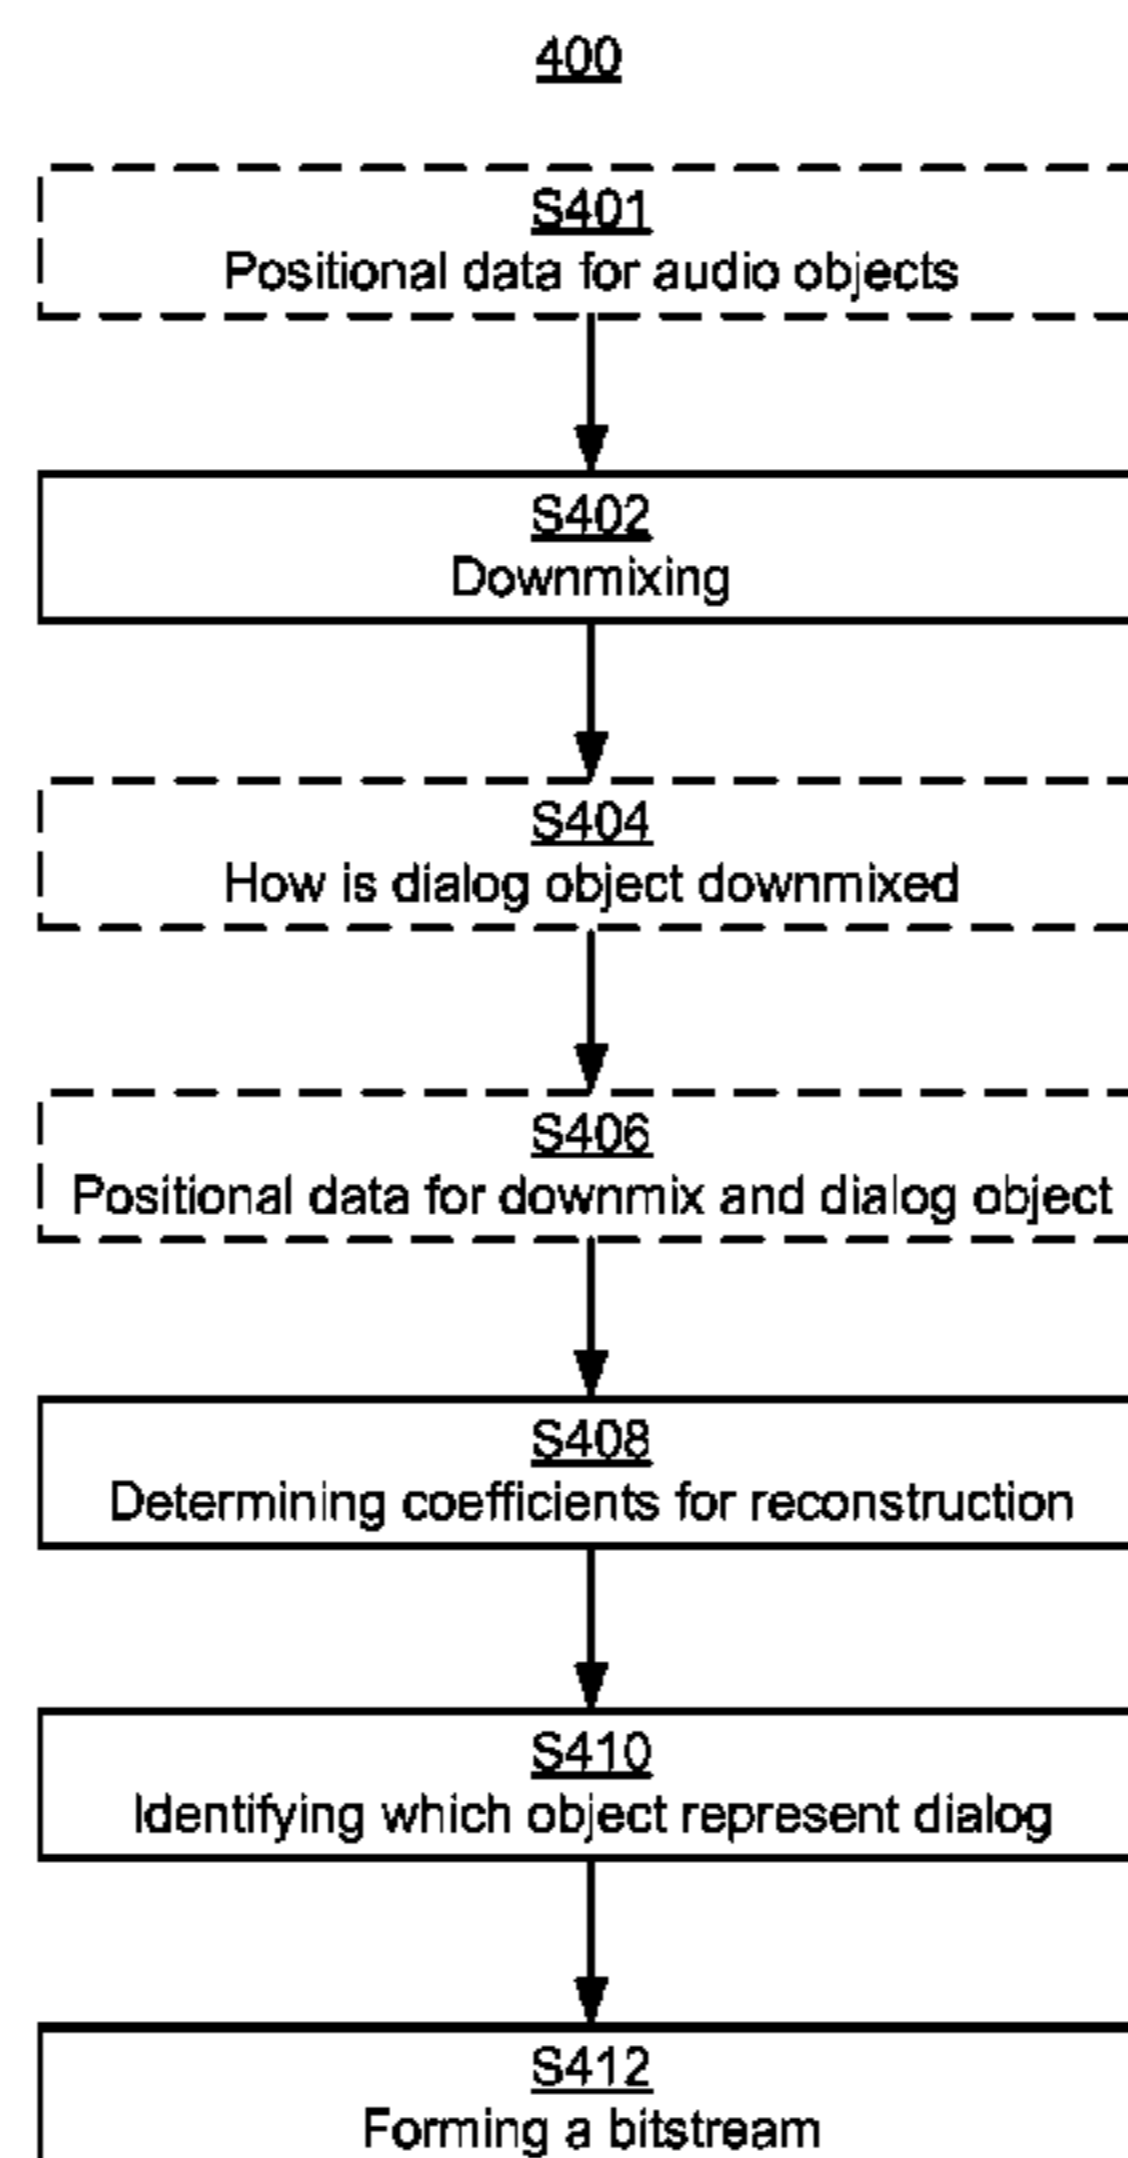 400
S401
Positional data for audio objects
S402
Downmixing
S404
How is dialog object downmixed
S406
Positional data for downmix and dialog object
S408
Determining coefficients for reconstruction
S410
Identifying which object represent dialog
S412
Forming a bitstream